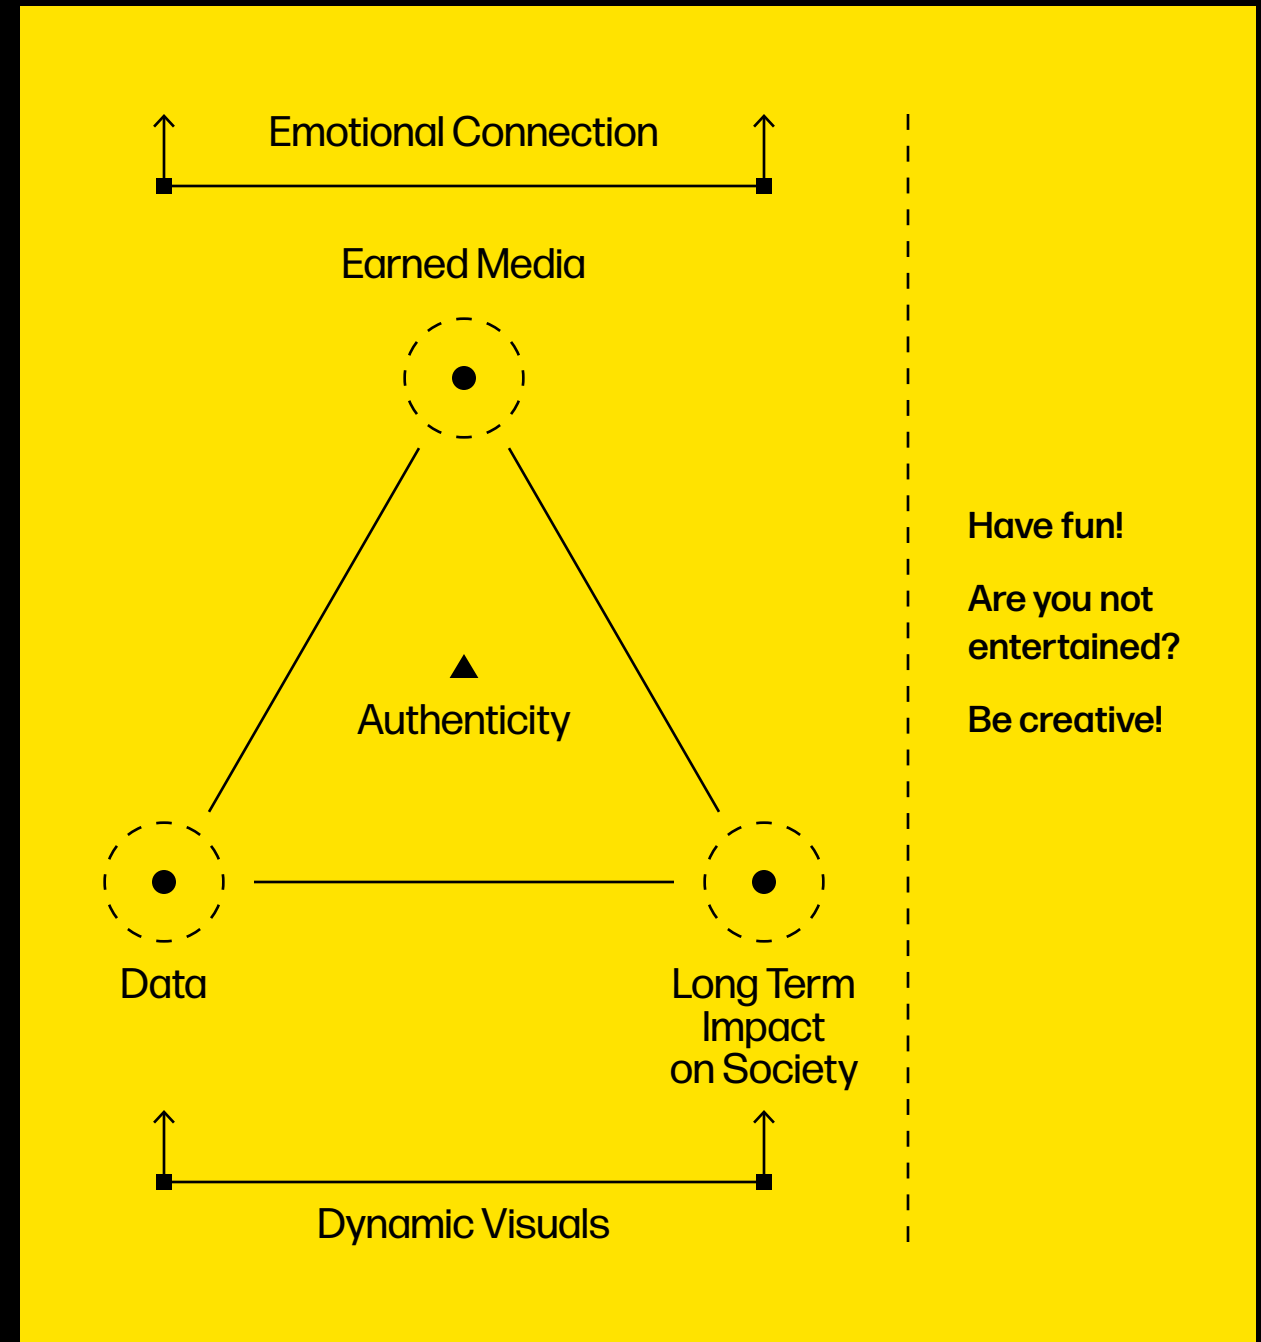 Emotional Connection
Earned Media
Authenticity
Data
Long Term
Impact
on Society
Dynamic Visuals
Have fun!
Are you not
entertained?
Be creative!